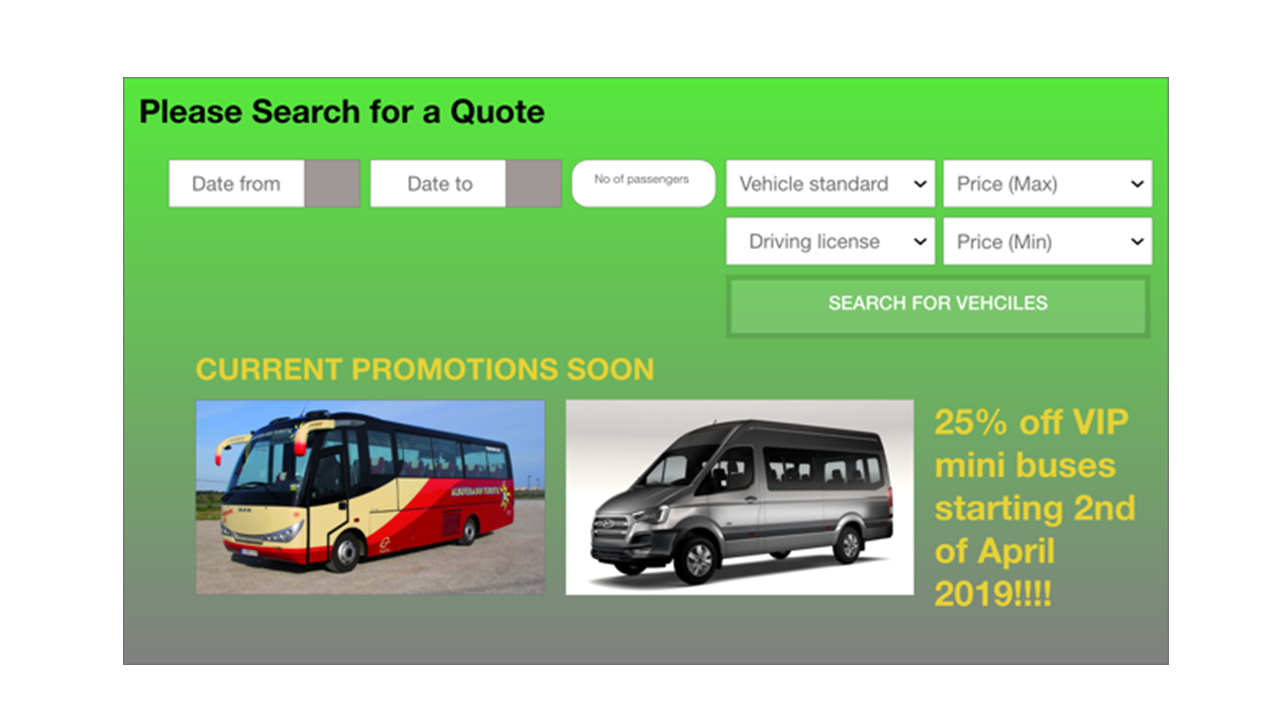 Please Search for a Quote
Date from
Date to
No of passengers
Vehicle standard
Price (Max)
Driving license
Price (Min)
SEARCH FOR VEHCILES
CURRENT PROMOTIONS SOON
25% off VIP
mini buses
starting 2nd
of April
2019!!!!